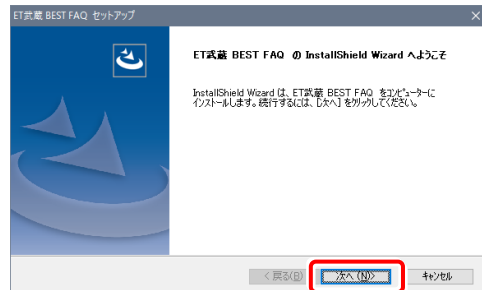 ET武蔵 BEST FAQ セットアップ
ET武蔵 BEST FAQ の InstallShield Wizard へようこそ
InstallShield Wizard は、ET武蔵 BEST FAQ をコンピューターに
インストールします。続行するには、[次へ] をクリックしてください。
< 戻る(B)
次へ (N)>
キャンセル